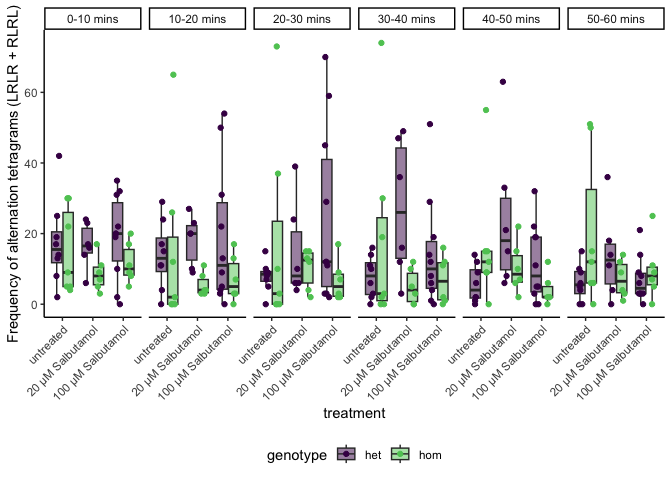 0-10 mins
10-20 mins
20-30 mins
30-40 mins
40-50 mins
50-60 mins
Frequency of alternation tetragrams (LRLR + RLRL)
60
40
20
0
untreated
20 µM Salbutamol
100 µM Salbutamol
untreated
20 µM Salbutamol
100 µM Salbutamol
untreated
20 µM Salbutamol
100 µM Salbutamol
untreated
20 µM Salbutamol
100 µM Salbutamol
untreated
20 µM Salbutamol
100 µM Salbutamol
untreated
20 µM Salbutamol
100 µM Salbutamol
treatment
genotype het hom